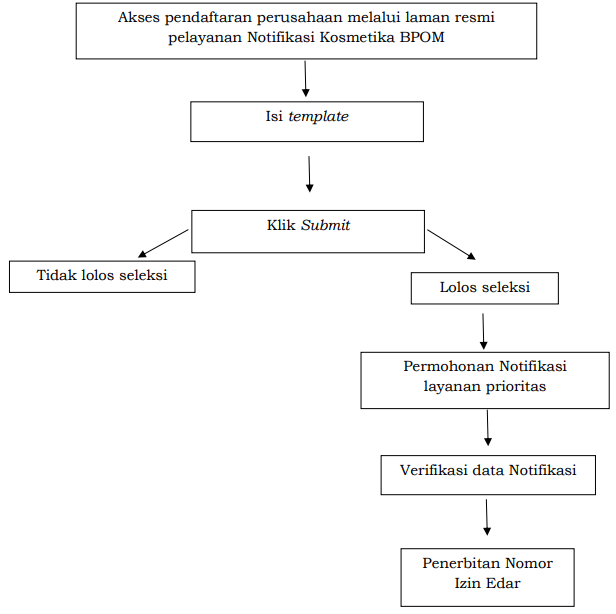 Akses pendaftaran perusahaan melalui laman resmi
pelayanan Notifikasi Kosmetika BPOM
Isi template
Klik Submit
Tidak lolos seleksi
Lolos seleksi
Permohonan Notifikasi
layanan prioritas
Verifikasi data Notifikasi
Penerbitan Nomor
Izin Edar